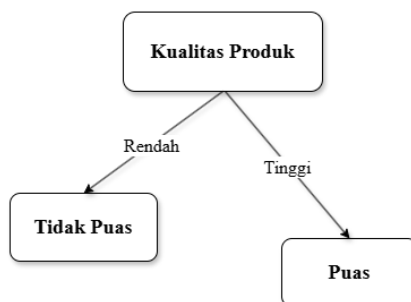 Kualitas Produk
Rendah
Tinggi
Tidak Puas
Puas